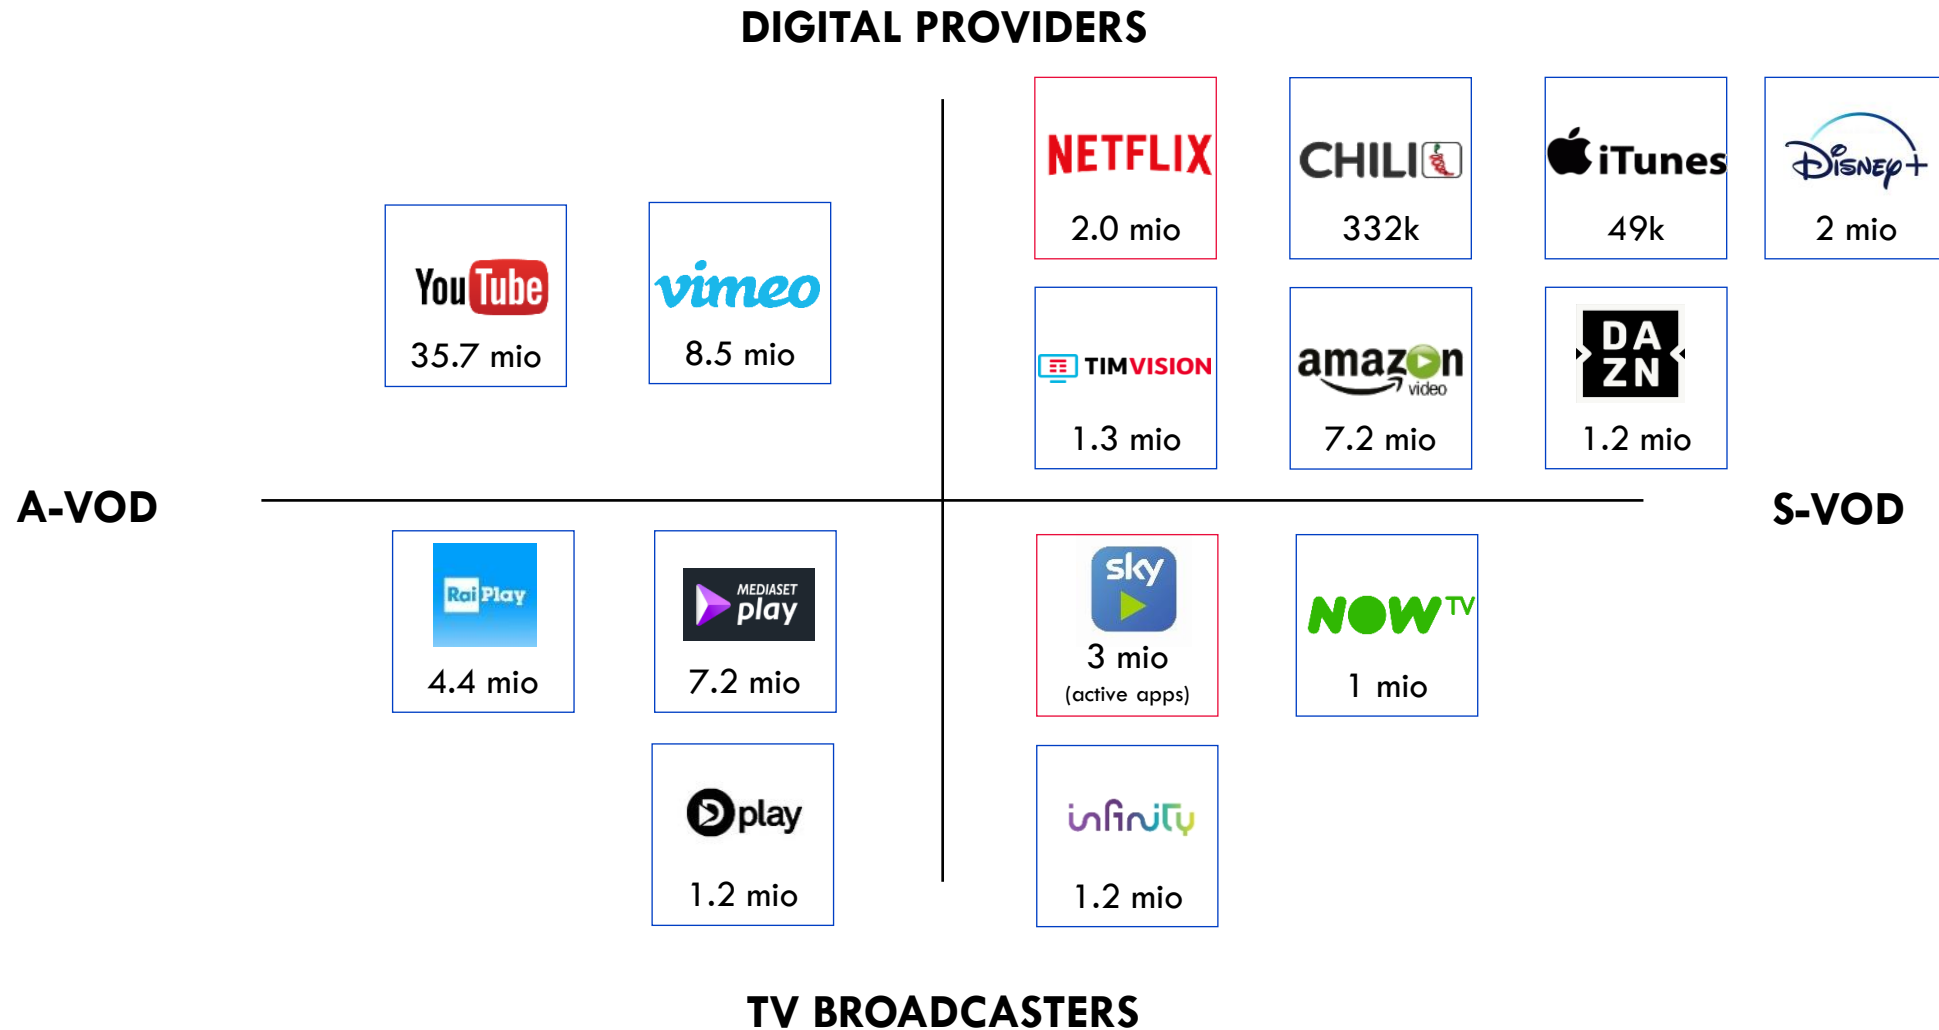 DIGITAL PROVIDERS
NETFLIX
2.0 mio
CHILI
332k
iTunes
49k
Disney+
2 mio
YouTube
35.7 mio
vimeo
8.5 mio
TIMVISION
1.3 mio
amazon
video
7.2 mio
DA
ZN
1.2 mio
A-VOD
S-VOD
Rai Play
4.4 mio
MEDIASET
play
7.2 mio
sky
3 mio
(active apps)
NOW TV
1 mio
D play
1.2 mio
infinity
1.2 mio
TV BROADCASTERS